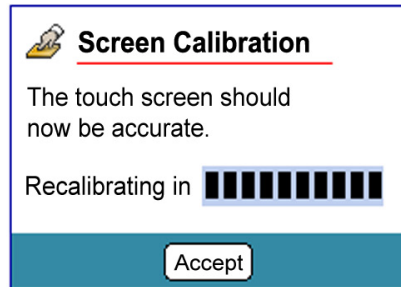 Screen Calibration
The touch screen should
now be accurate.
Recalibrating in
Accept